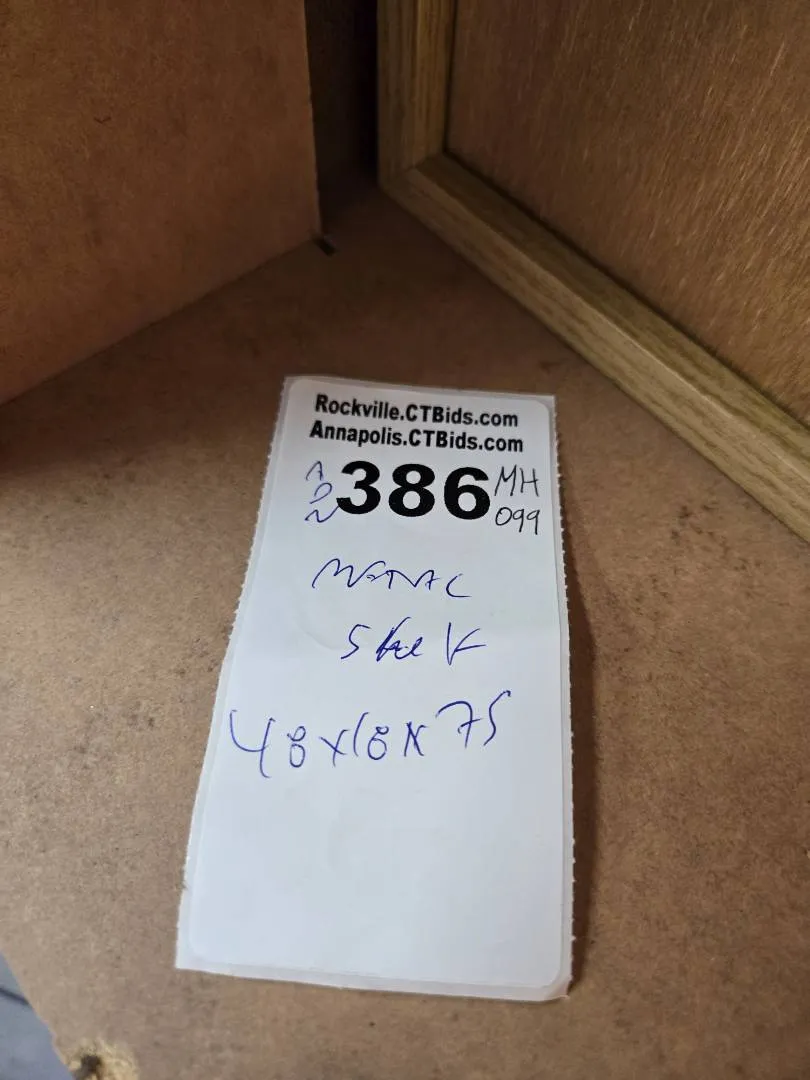 Rockville.CTBids.com
Annapolis.CTBids.com
386 MH
099
METAL
Shelf
48x18x75